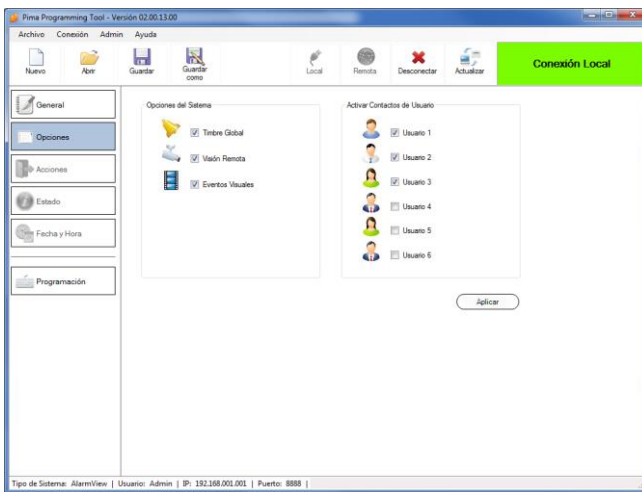 Pima Programming Tool - Versión 02.00.13.00
Archivo Conexión Admin Ayuda
Nuevo Abrir Guardar Guardar como Local Remota Desconectar Actualizar Conexión Local
General
Opciones
Acciones
Estado
Fecha y Hora
Programación
Opciones del Sistema
Timbre Global
Visión Remota
Eventos Visuales
Activar Contactos de Usuario
Usuario 1
Usuario 2
Usuario 3
Usuario 4
Usuario 5
Usuario 6
Aplicar
Tipo de Sistema: AlarmView | Usuario: Admin | IP: 192.168.001.001 | Puerto: 8888 |